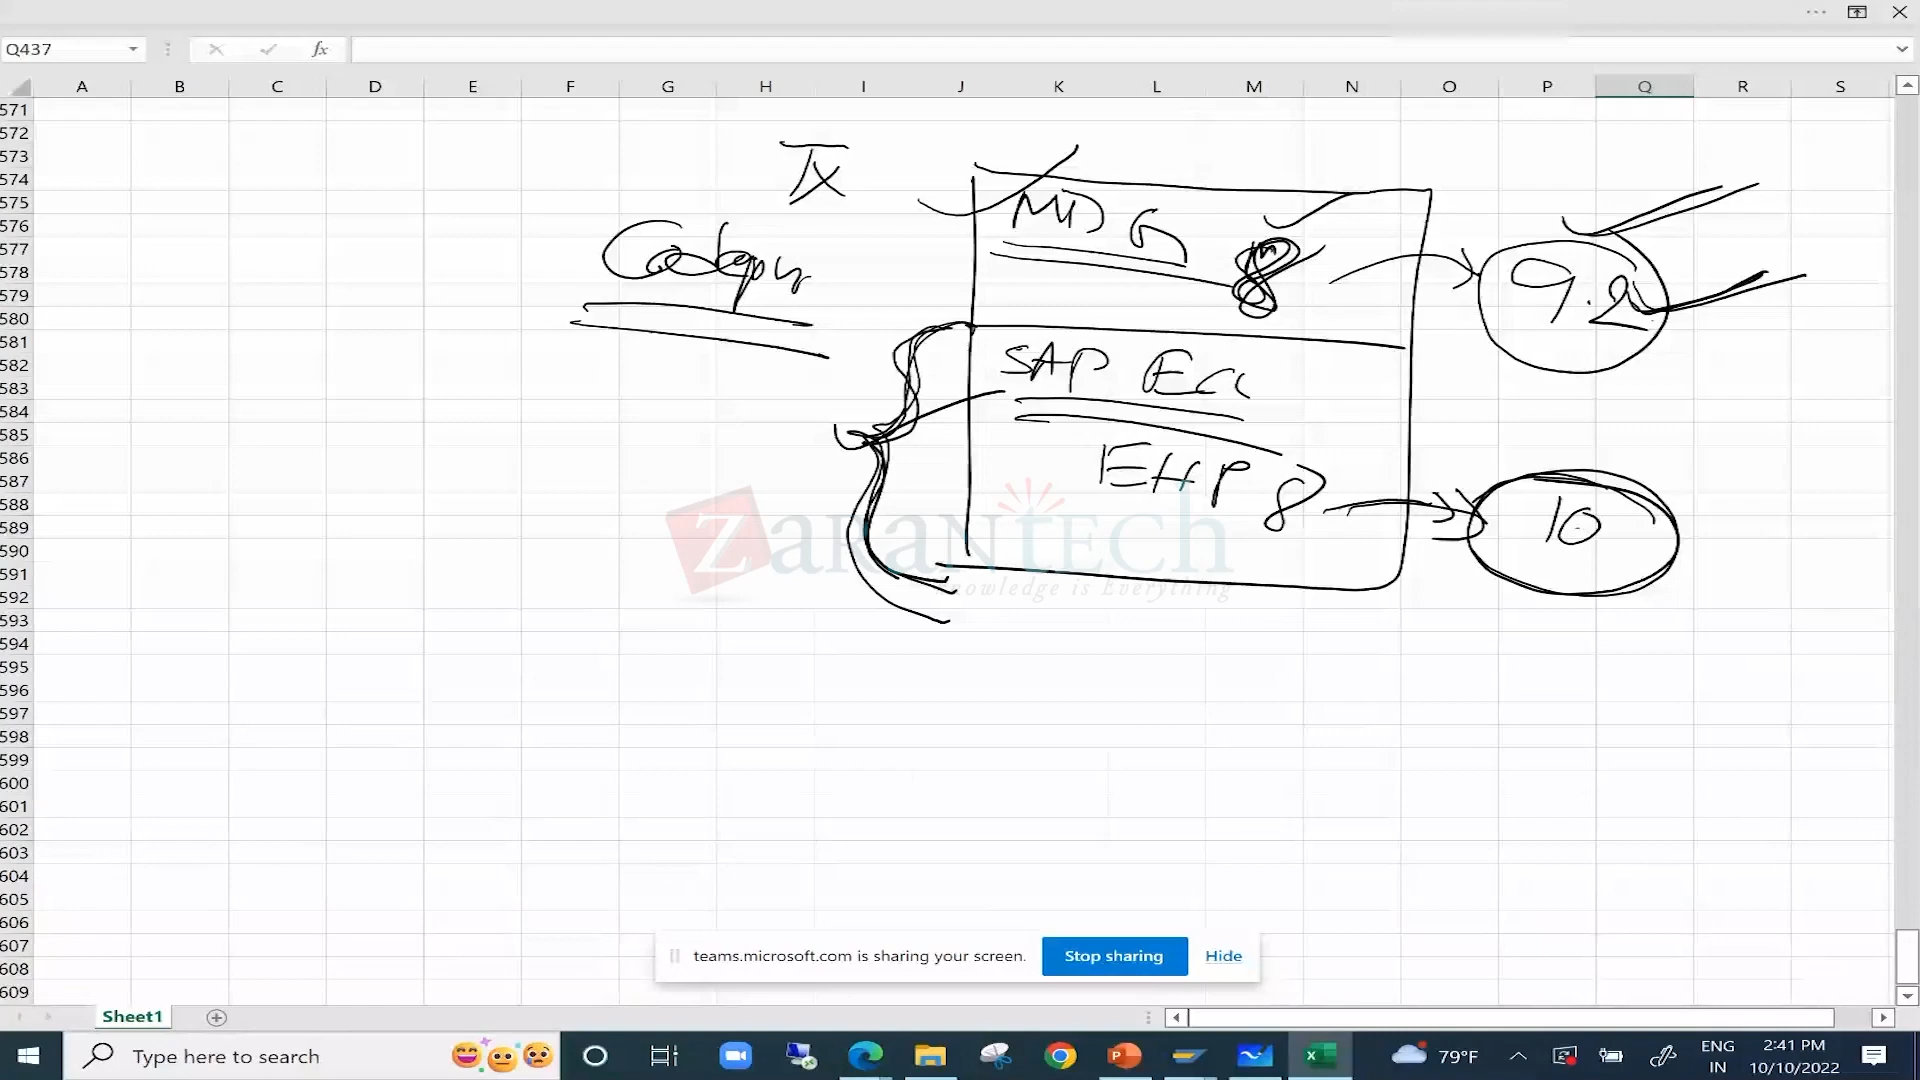 Q437
fx
A B C D E F G H I J K L M N O P Q R S
571
572
573
574
575
576
577
578
579
580
581
582
583
584
585
586
587
588
589
590
591
592
593
594
595
596
597
598
599
600
601
602
603
604
605
606
607
608
609
MDG 8
9.2
SAP Ecc
EHP 8
10
ZaranTech
Knowledge is Everything
teams.microsoft.com is sharing your screen. Stop sharing Hide
Sheet1
Type here to search
79°F
ENG
IN
2:41 PM
10/10/2022